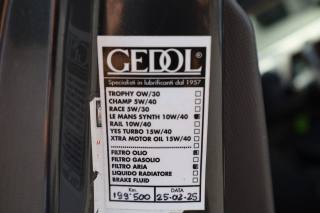 GEDOL®
Specialisti in lubrificanti dal 1957
TROPHY OW/30
CHAMP 5W/40
RACE 5W/30
LE MANS SYNTH 10W/40
RAIL 10W/40
YES TURBO 15W/40
XTRA MOTOR OIL 15W/40
FILTRO OLIO
FILTRO GASOLIO
FILTRO ARIA
LIQUIDO RADIATORE
BRAKE FLUID
Km. DATA
199'500 25-02-25